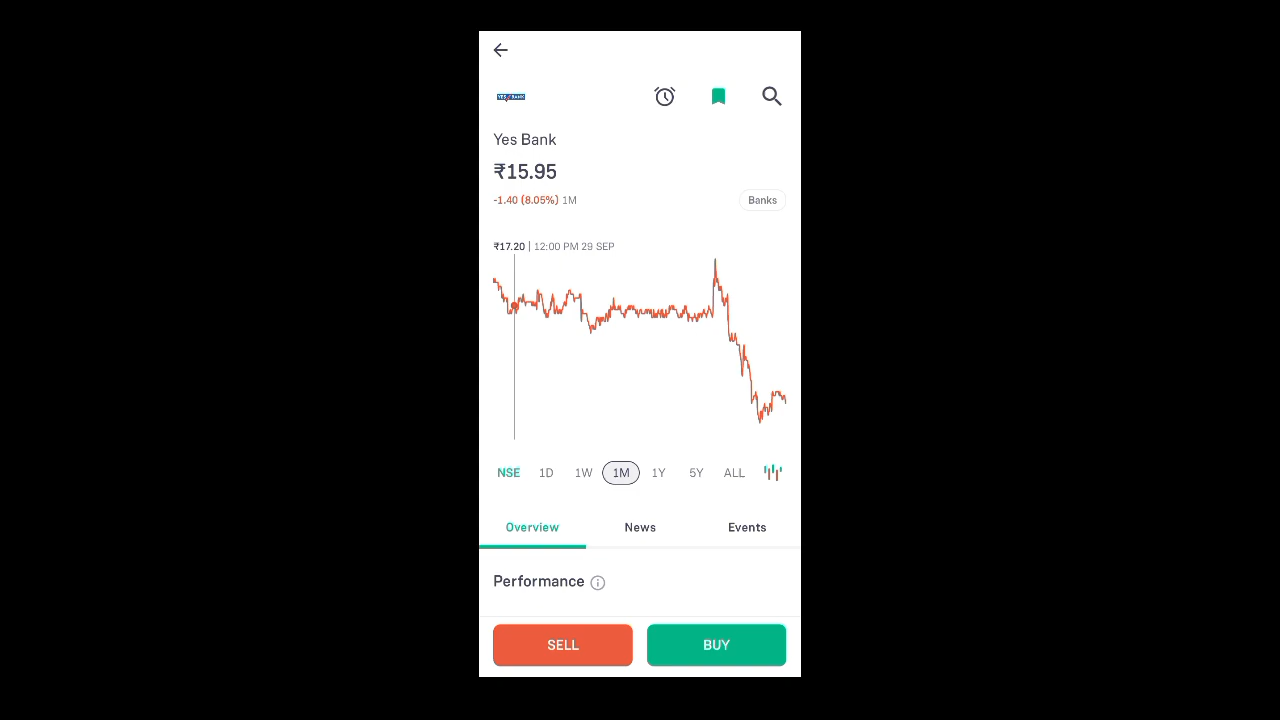 YES BANK
Yes Bank
₹15.95
-1.40 (8.05%) 1M
Banks
₹17.20 | 12:00 PM 29 SEP
NSE 1D 1W 1M 1Y 5Y ALL
Overview News Events
Performance
SELL BUY